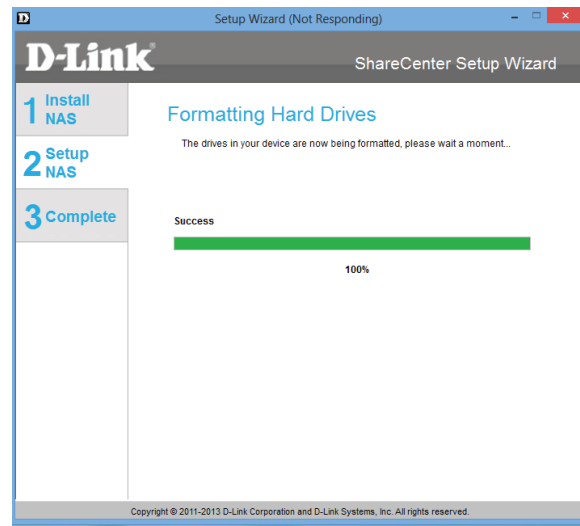 Setup Wizard (Not Responding)
D-Link
ShareCenter Setup Wizard
1 Install
NAS
2 Setup
NAS
3 Complete
Formatting Hard Drives
The drives in your device are now being formatted, please wait a moment...
Success
100%
Copyright © 2011-2013 D-Link Corporation and D-Link Systems, Inc. All rights reserved.